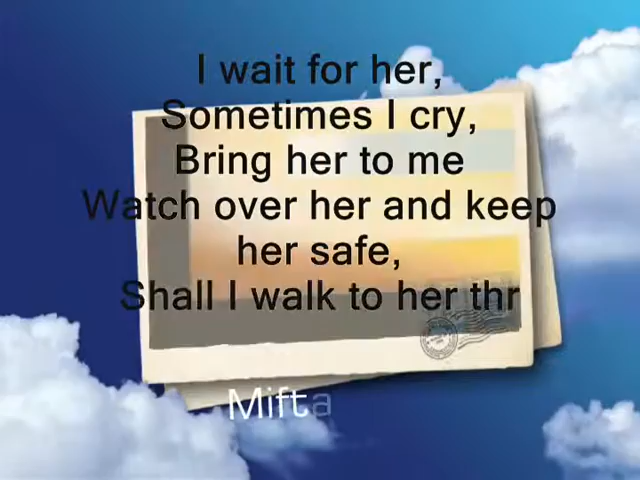 I wait for her,
Sometimes I cry,
Bring her to me
Watch over her and keep
her safe,
Shall I walk to her thr
Mifta